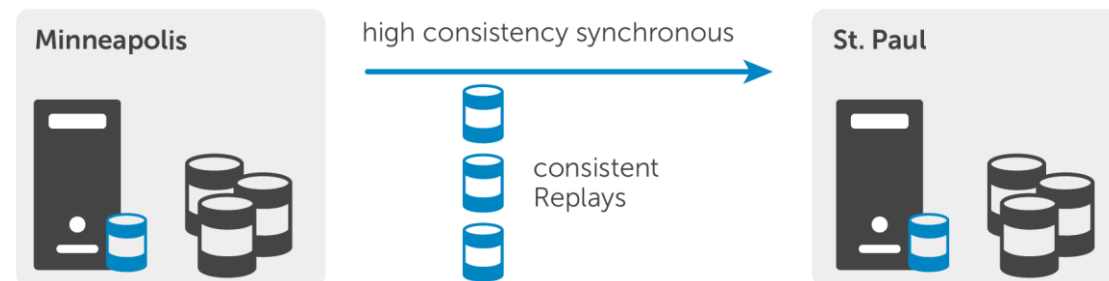 Minneapolis
high consistency synchronous
St. Paul
consistent
Replays